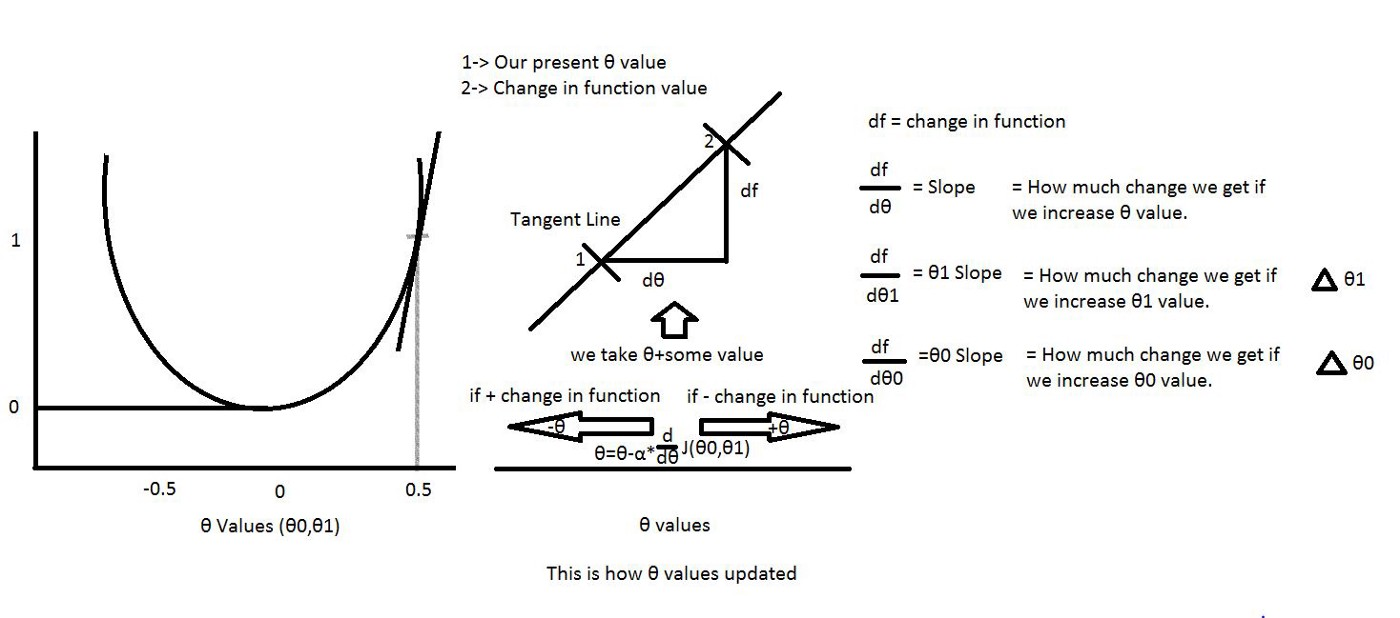 1-> Our present θ value
2-> Change in function value
1
0
-0.5
0
0.5
θ Values (θ0,θ1)
2
df
Tangent Line
1
dθ
we take θ+some value
if + change in function
if - change in function
-θ
+θ
θ=θ-α*
d
dθ
J(θ0,θ1)
θ values
This is how θ values updated
df = change in function
df
dθ
= Slope
= How much change we get if
we increase θ value.
df
dθ1
= θ1 Slope
= How much change we get if
we increase θ1 value.
θ1
df
dθ0
=θ0 Slope
= How much change we get if
we increase θ0 value.
θ0